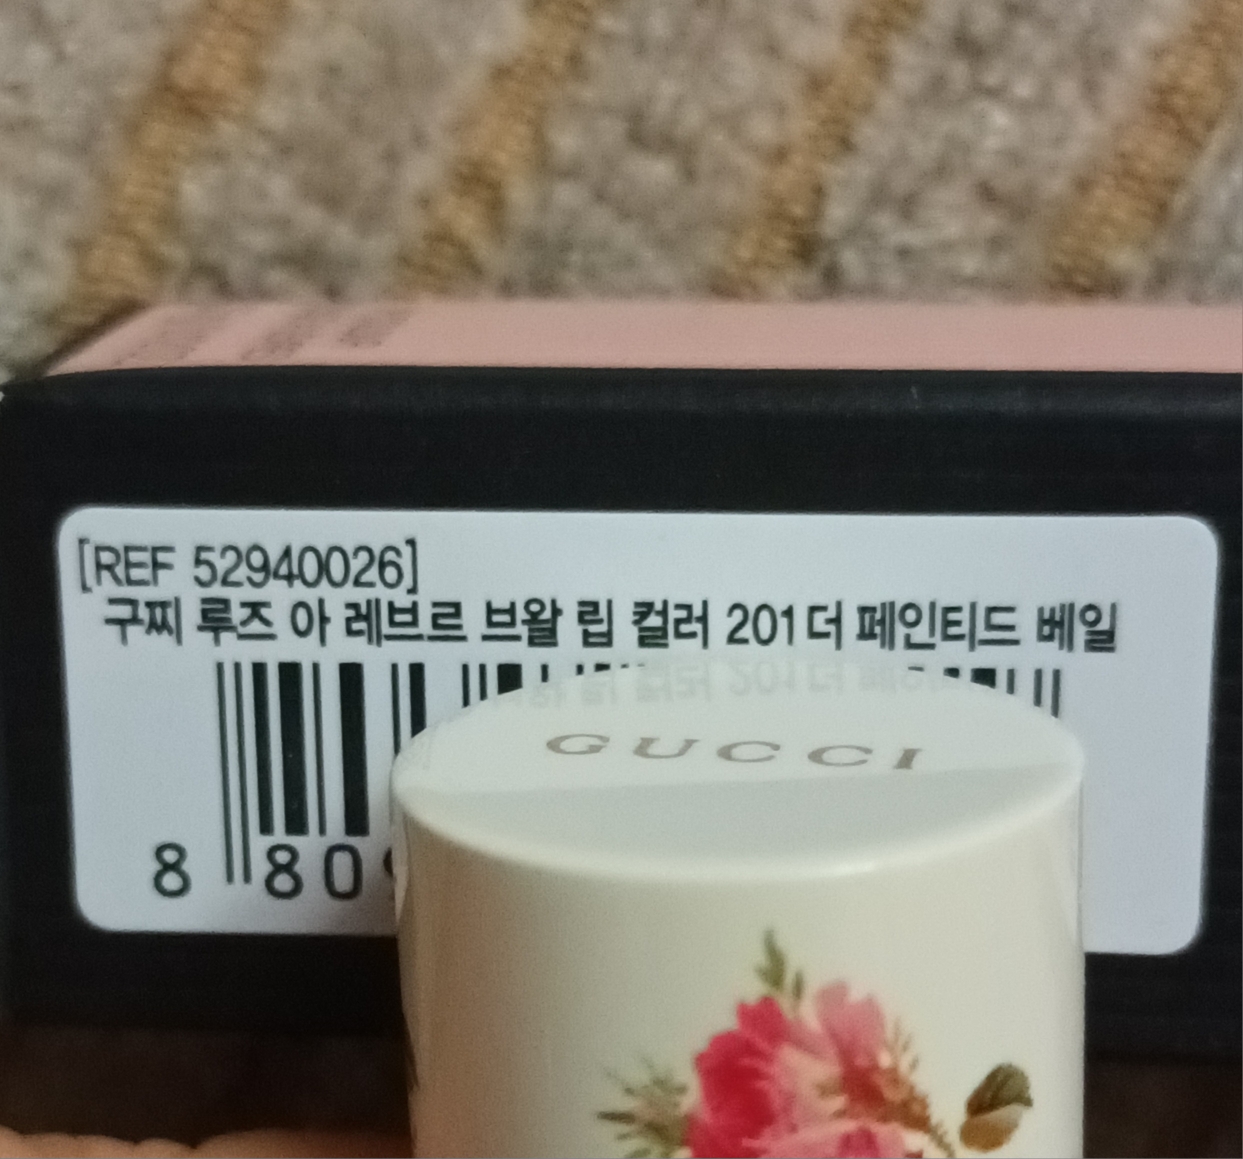 [REF 52940026]
구찌 루즈 아 레브르 브왈 립 컬러 201 더 페인티드 베일
8 80
GUCCI